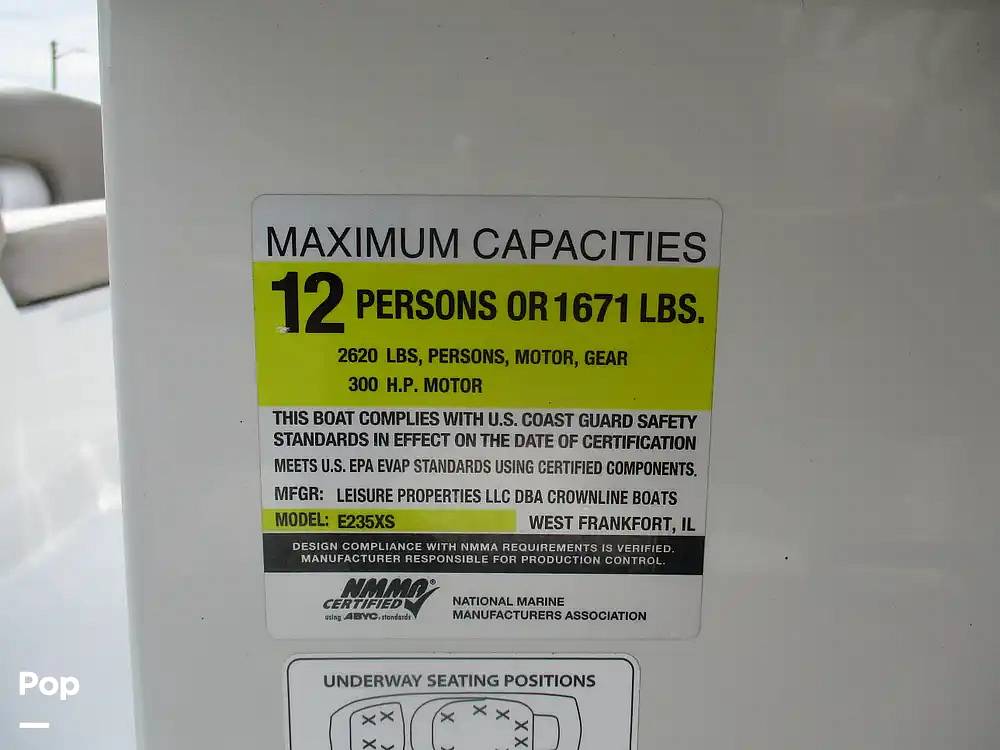 MAXIMUM CAPACITIES
12 PERSONS OR 1671 LBS.
2620 LBS, PERSONS, MOTOR, GEAR
300 H.P. MOTOR
THIS BOAT COMPLIES WITH U.S. COAST GUARD SAFETY
STANDARDS IN EFFECT ON THE DATE OF CERTIFICATION
MEETS U.S. EPA EVAP STANDARDS USING CERTIFIED COMPONENTS.
MFGR: LEISURE PROPERTIES LLC DBA CROWNLINE BOATS
MODEL: E235XS WEST FRANKFORT, IL
DESIGN COMPLIANCE WITH NMMA REQUIREMENTS IS VERIFIED.
MANUFACTURER RESPONSIBLE FOR PRODUCTION CONTROL.
NMMA®
CERTIFIED
using ABYC. standards
NATIONAL MARINE
MANUFACTURERS ASSOCIATION
UNDERWAY SEATING POSITIONS
X X X X X X
X X X X
Pop